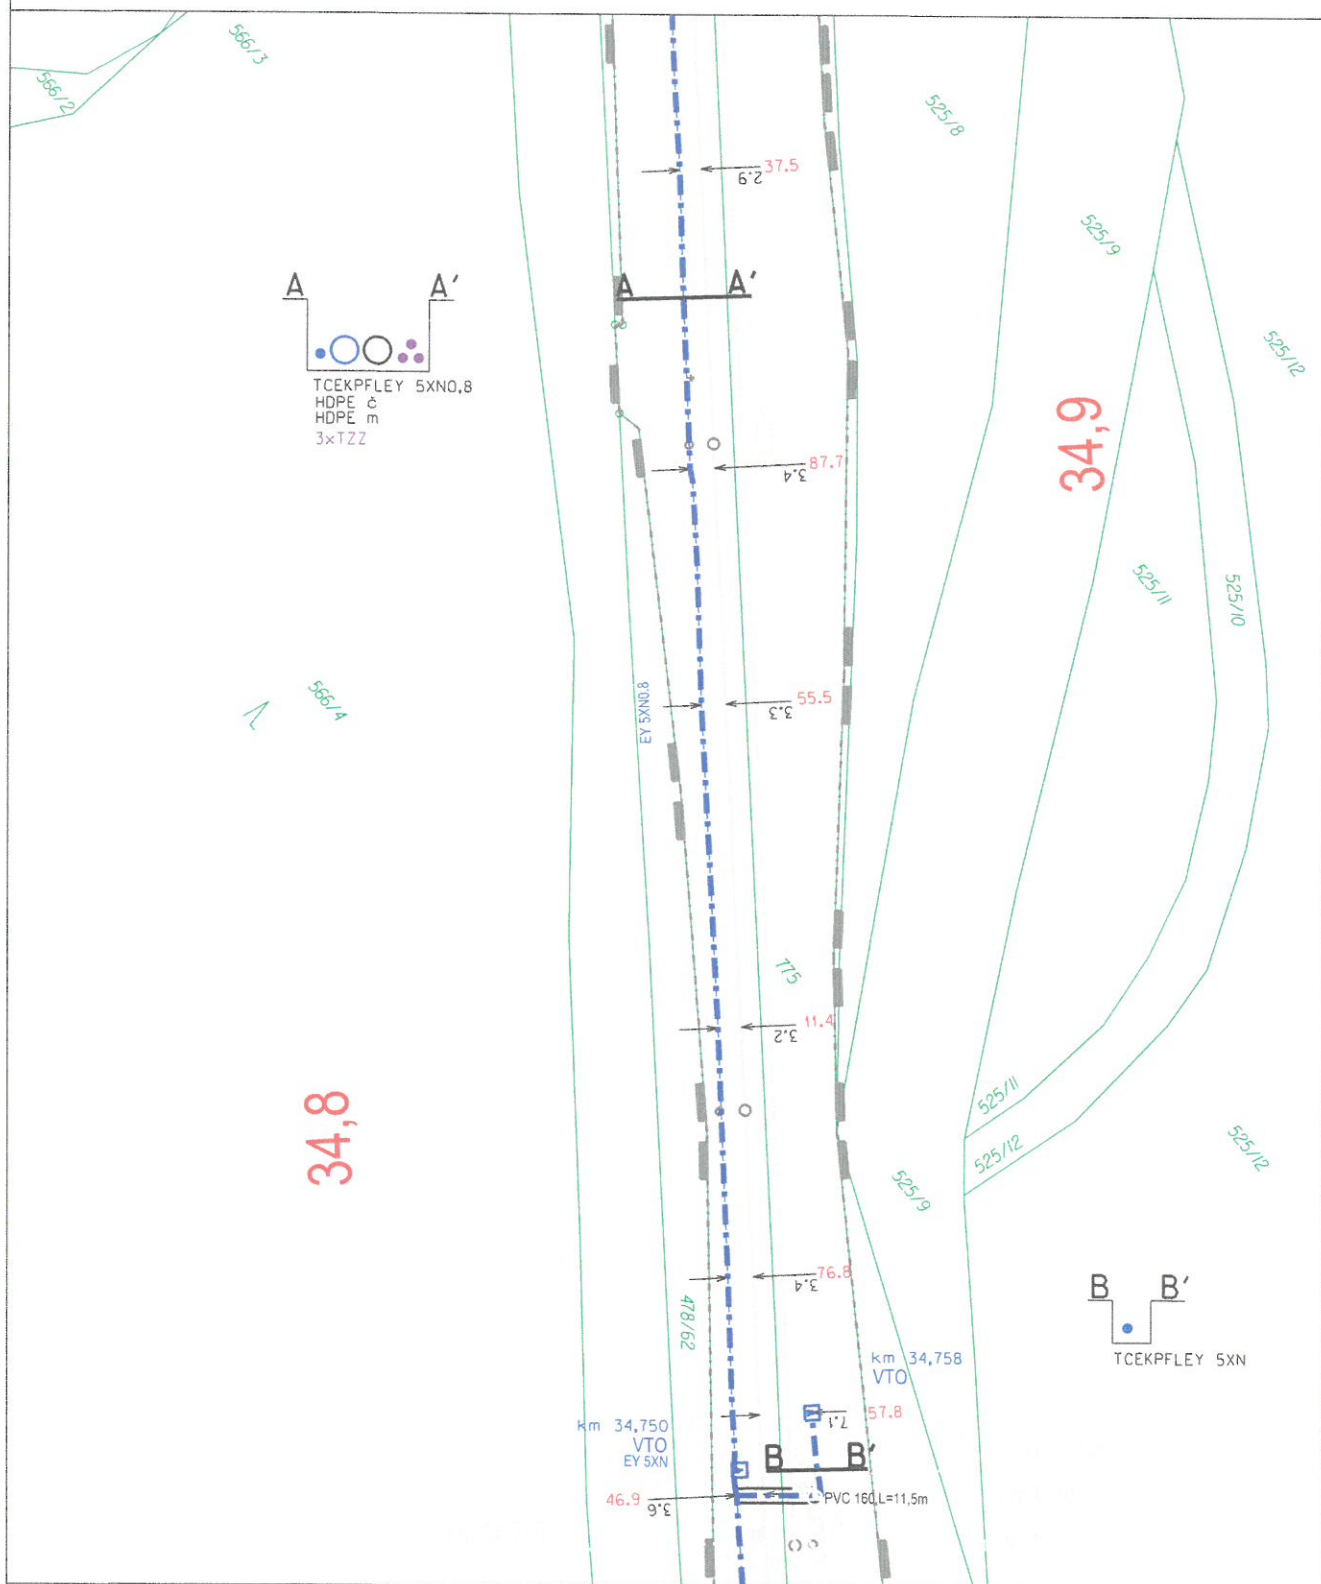 566/3
566/2
525/8
37.5
2.9
525/9
A A'
A A'
525/12
TCEKPFLEY 5XN0,8
HDPE č
HDPE m
3xTZZ
34,9
87.7
3.4
525/11
525/10
566/4
EY 5XN0.8
55.5
3.3
775
11.4
3.2
34,8
525/11
525/12
525/12
525/9
76.8
3.4
478/62
B B'
TCEKPFLEY 5XN
km 34,758
VTO
57.8
7.1
km 34,750
VTO
EY 5XN
B B'
46.9
3.6
PVC 160,L=11,5m